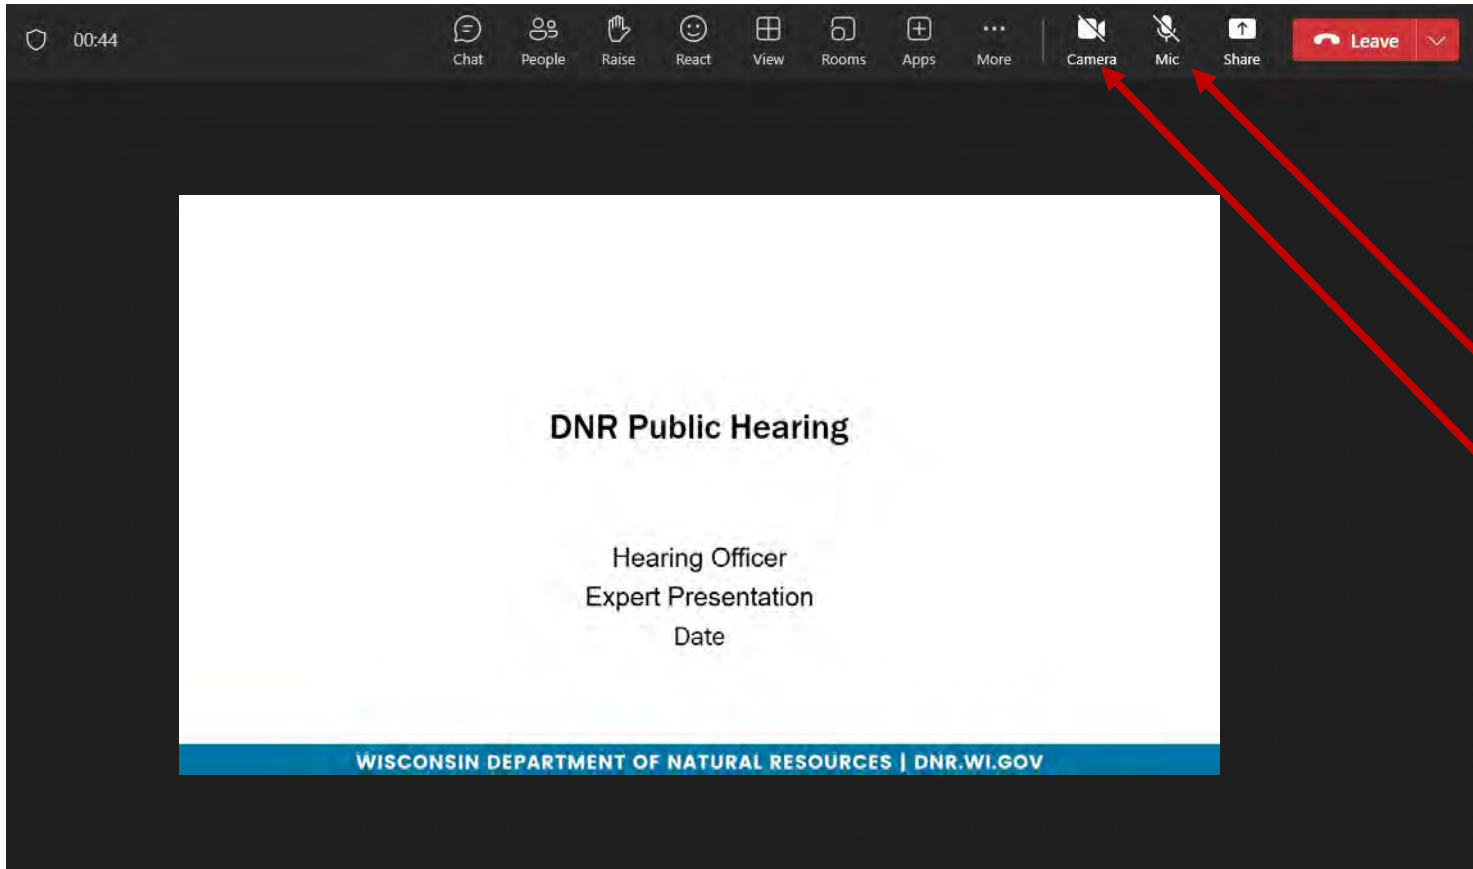 00:44
Chat People Raise React View Rooms Apps More Camera Mic Share Leave
DNR Public Hearing
Hearing Officer
Expert Presentation
Date
WISCONSIN DEPARTMENT OF NATURAL RESOURCES | DNR.WI.GOV